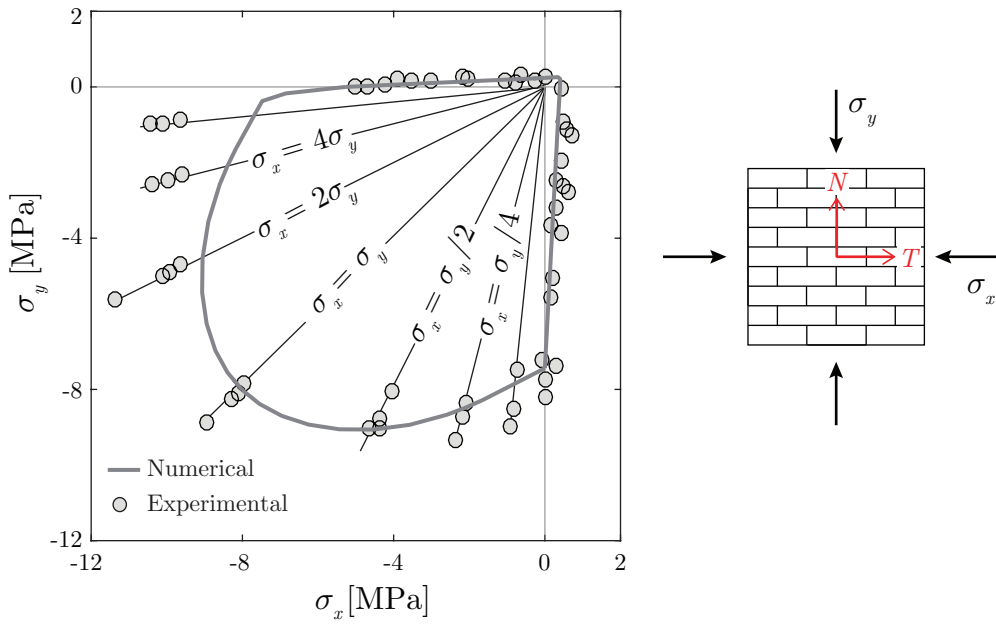 2
0
-4
-8
-12
σy [MPa]
σx = 4σy
σx = 2σy
σx = σy
σx = σy/2
σx = σy/4
Numerical
Experimental
-12
-8
-4
0
2
σx [MPa]
σy
N
T
σx